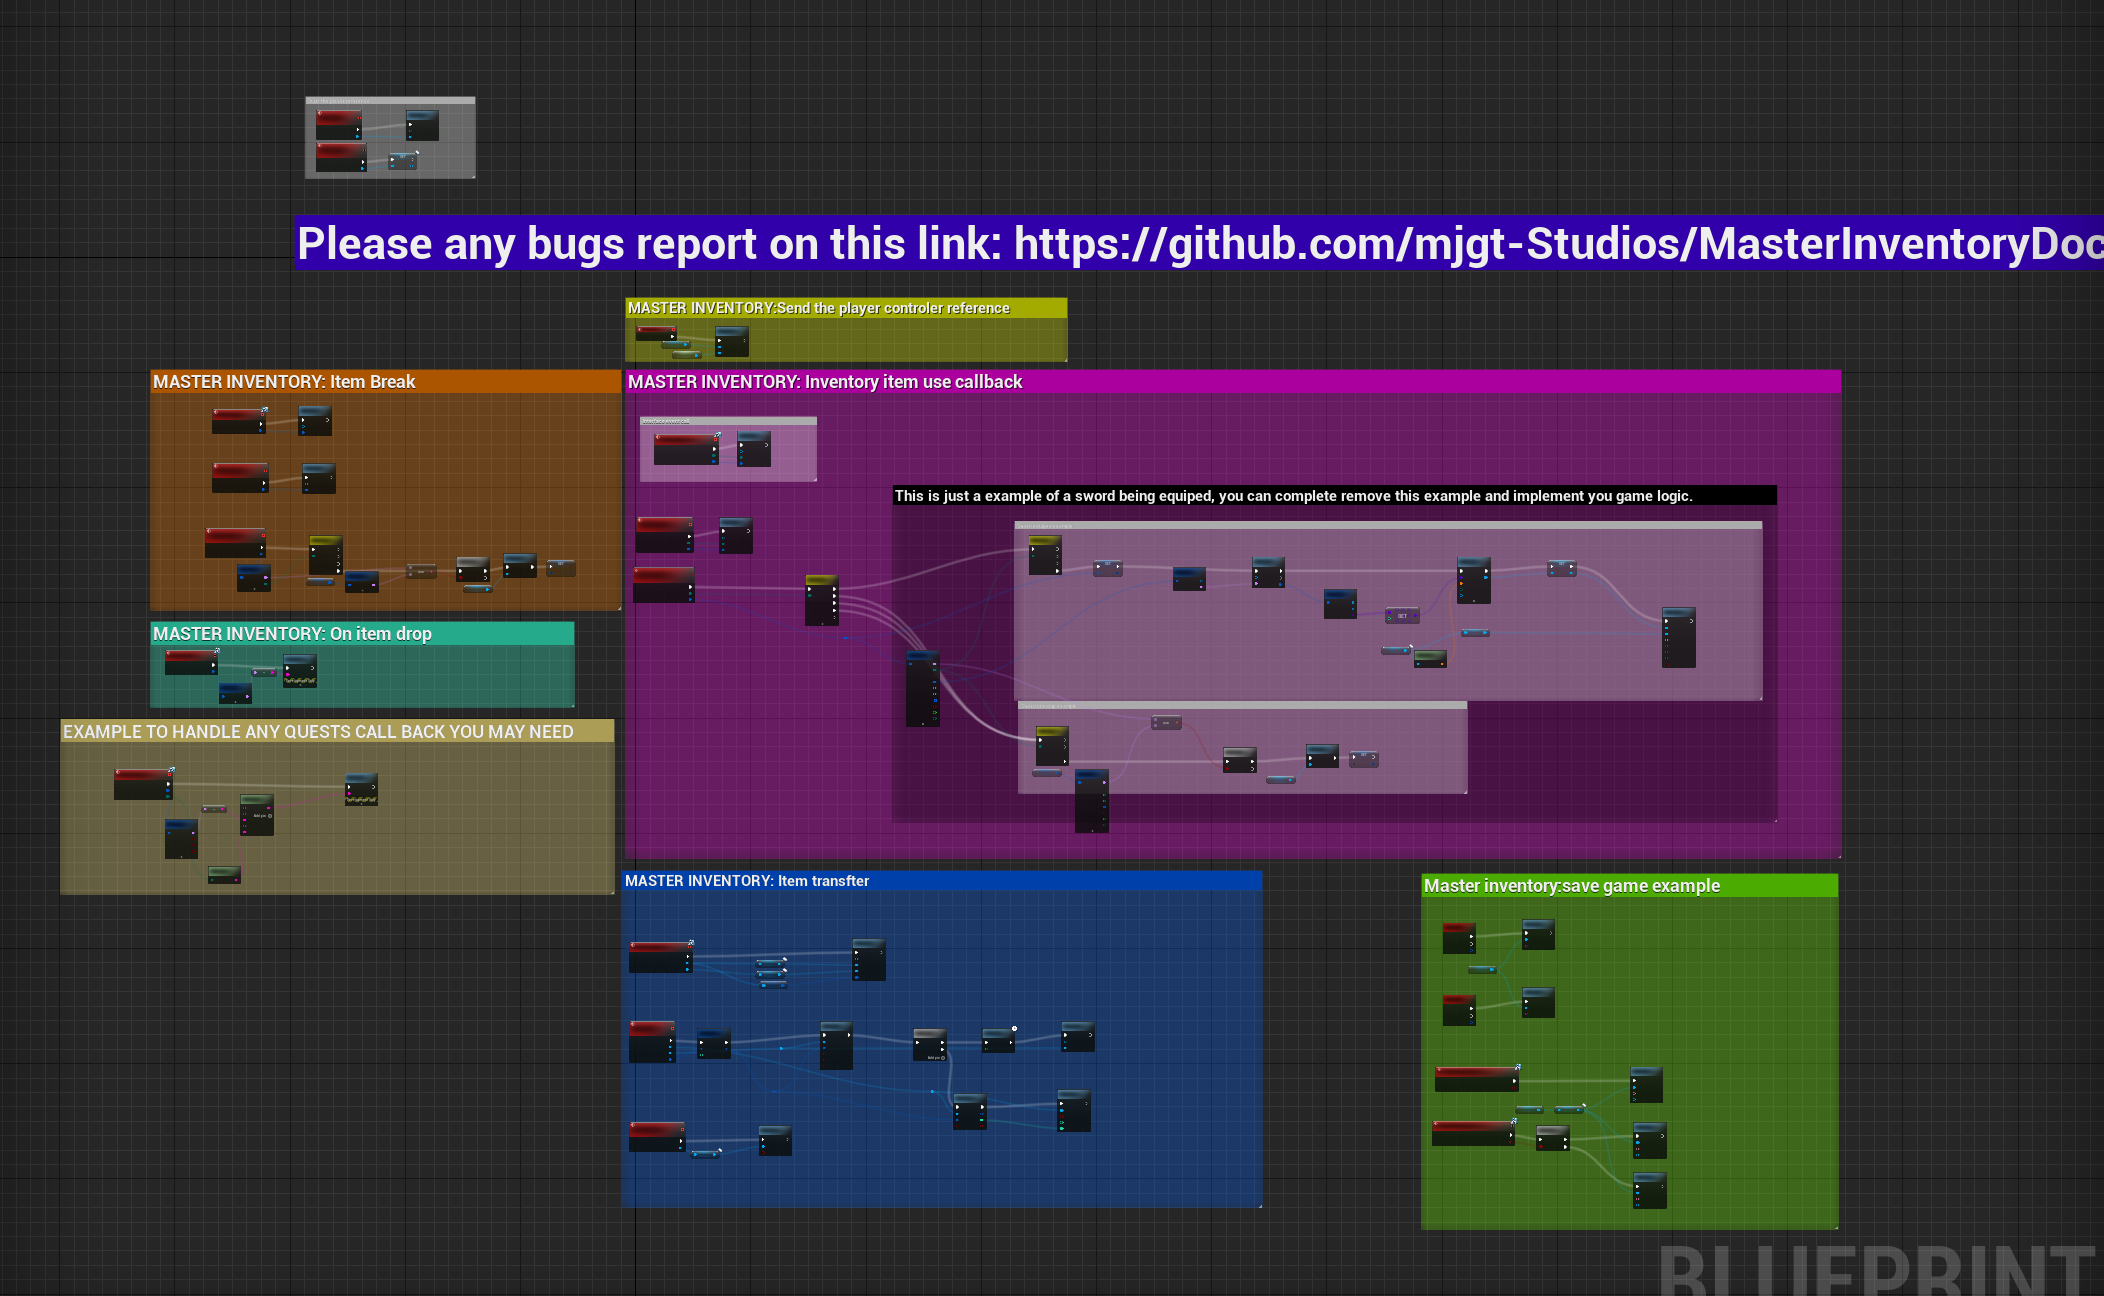 Please any bugs report on this link: https://github.com/mjgt-Studios/MasterInventoryDoc
MASTER INVENTORY:Send the player controler reference
MASTER INVENTORY: Item Break
MASTER INVENTORY: Inventory item use callback
This is just a example of a sword being equiped, you can complete remove this example and implement you game logic.
MASTER INVENTORY: On item drop
EXAMPLE TO HANDLE ANY QUESTS CALL BACK YOU MAY NEED
MASTER INVENTORY: Item transfter
Master inventory:save game example
BLUEPRINT